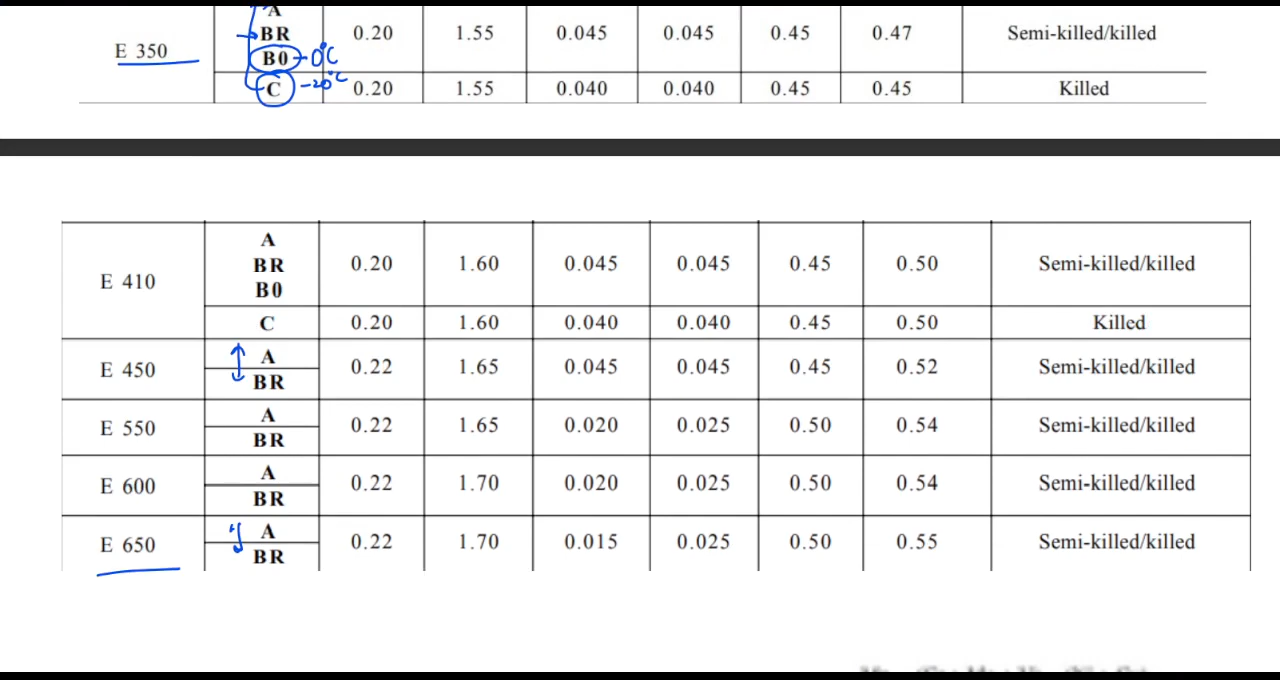 A
E 350 BR 0.20 1.55 0.045 0.045 0.45 0.47 Semi-killed/killed
B0 0°C
C -20°C 0.20 1.55 0.040 0.040 0.45 0.45 Killed
A
BR 0.20 1.60 0.045 0.045 0.45 0.50 Semi-killed/killed
E 410
B0
C 0.20 1.60 0.040 0.040 0.45 0.50 Killed
A
E 450 0.22 1.65 0.045 0.045 0.45 0.52 Semi-killed/killed
BR
A
E 550 0.22 1.65 0.020 0.025 0.50 0.54 Semi-killed/killed
BR
A
E 600 0.22 1.70 0.020 0.025 0.50 0.54 Semi-killed/killed
BR
A
E 650 0.22 1.70 0.015 0.025 0.50 0.55 Semi-killed/killed
BR